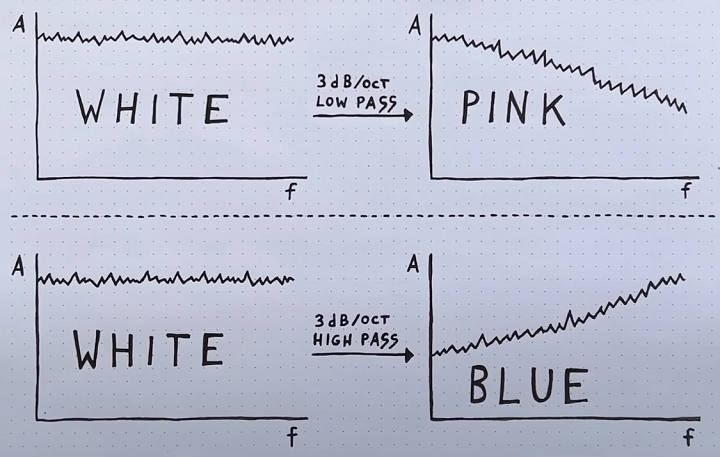 A
WHITE
f
3dB/OCT
LOW PASS
A
PINK
f
A
WHITE
f
3dB/OCT
HIGH PASS
A
BLUE
f